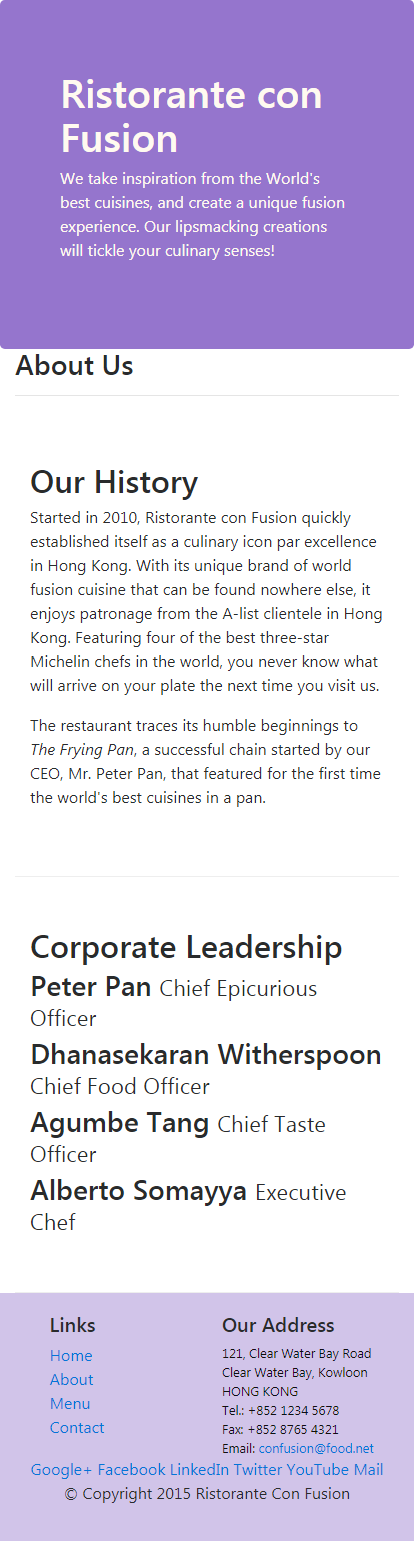 Ristorante con
Fusion
We take inspiration from the World's
best cuisines, and create a unique fusion
experience. Our lipsmacking creations
will tickle your culinary senses!
About Us
Our History
Started in 2010, Ristorante con Fusion quickly
established itself as a culinary icon par excellence
in Hong Kong. With its unique brand of world
fusion cuisine that can be found nowhere else, it
enjoys patronage from the A-list clientele in Hong
Kong. Featuring four of the best three-star
Michelin chefs in the world, you never know what
will arrive on your plate the next time you visit us.
The restaurant traces its humble beginnings to
The Frying Pan, a successful chain started by our
CEO, Mr. Peter Pan, that featured for the first time
the world's best cuisines in a pan.
Corporate Leadership
Peter Pan Chief Epicurious
Officer
Dhanasekaran Witherspoon
Chief Food Officer
Agumbe Tang Chief Taste
Officer
Alberto Somayya Executive
Chef
Links
Home
About
Menu
Contact
Our Address
121, Clear Water Bay Road
Clear Water Bay, Kowloon
HONG KONG
Tel.: +852 1234 5678
Fax: +852 8765 4321
Email: confusion@food.net
Google+ Facebook LinkedIn Twitter YouTube Mail
© Copyright 2015 Ristorante Con Fusion